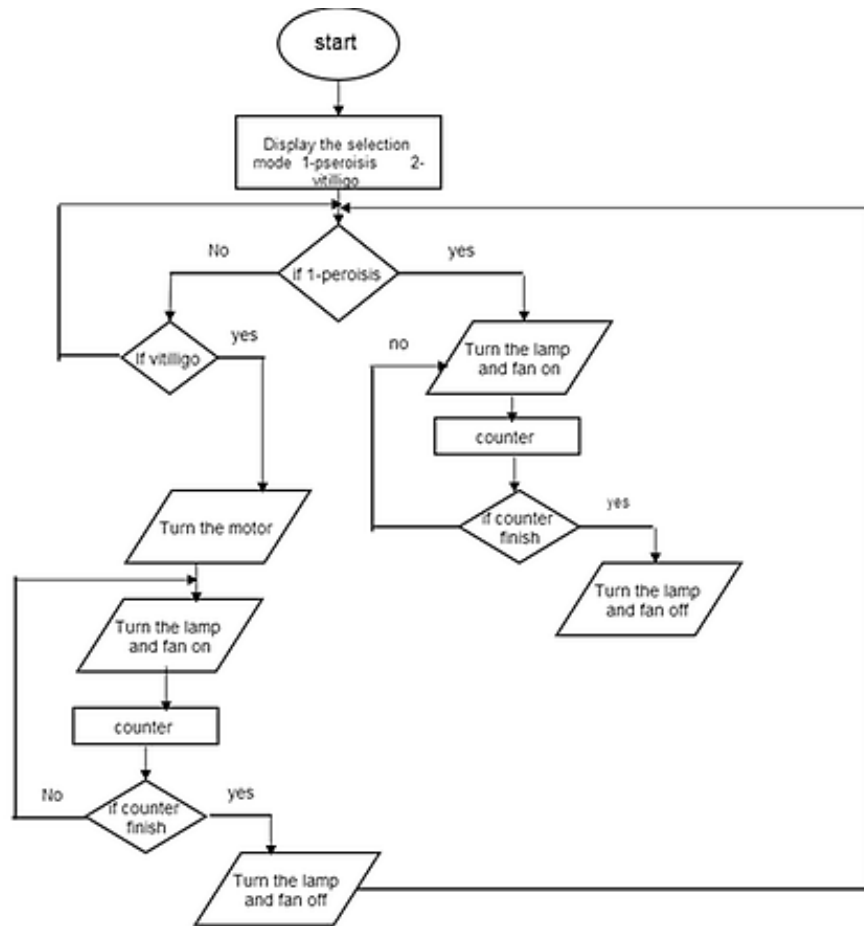 start
Display the selection
mode 1-pseroisis 2-
vitilligo
No
if 1-peroisis
yes
If vitilligo
yes
no
Turn the lamp
and fan on
counter
if counter
finish
yes
Turn the lamp
and fan off
Turn the motor
Turn the lamp
and fan on
counter
No
if counter
finish
yes
Turn the lamp
and fan off